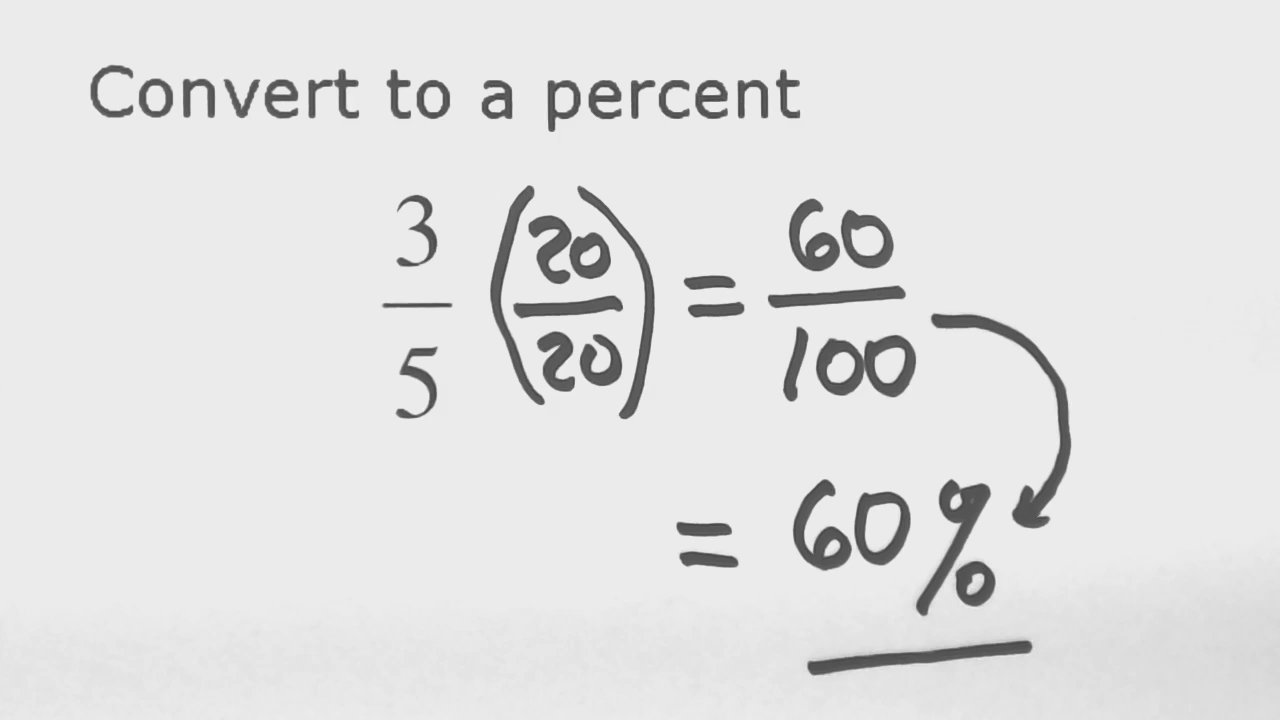 Convert to a percent
3/5 (20/20) = 60/100
= 60%